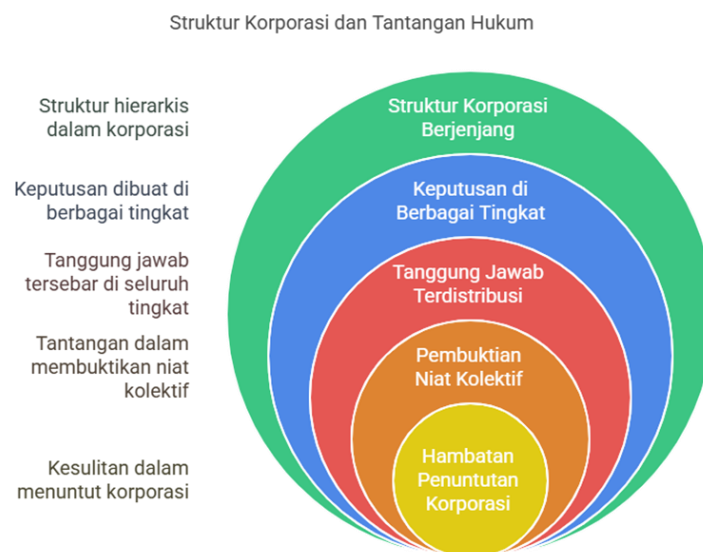 Struktur Korporasi dan Tantangan Hukum
Struktur hierarkis
dalam korporasi
Struktur Korporasi
Berjenjang
Keputusan dibuat di
berbagai tingkat
Keputusan di
Berbagai Tingkat
Tanggung jawab
tersebar di seluruh
tingkat
Tanggung Jawab
Terdistribusi
Tantangan dalam
membuktikan niat
kolektif
Pembuktian
Niat Kolektif
Kesulitan dalam
menuntut korporasi
Hambatan
Penuntutan
Korporasi